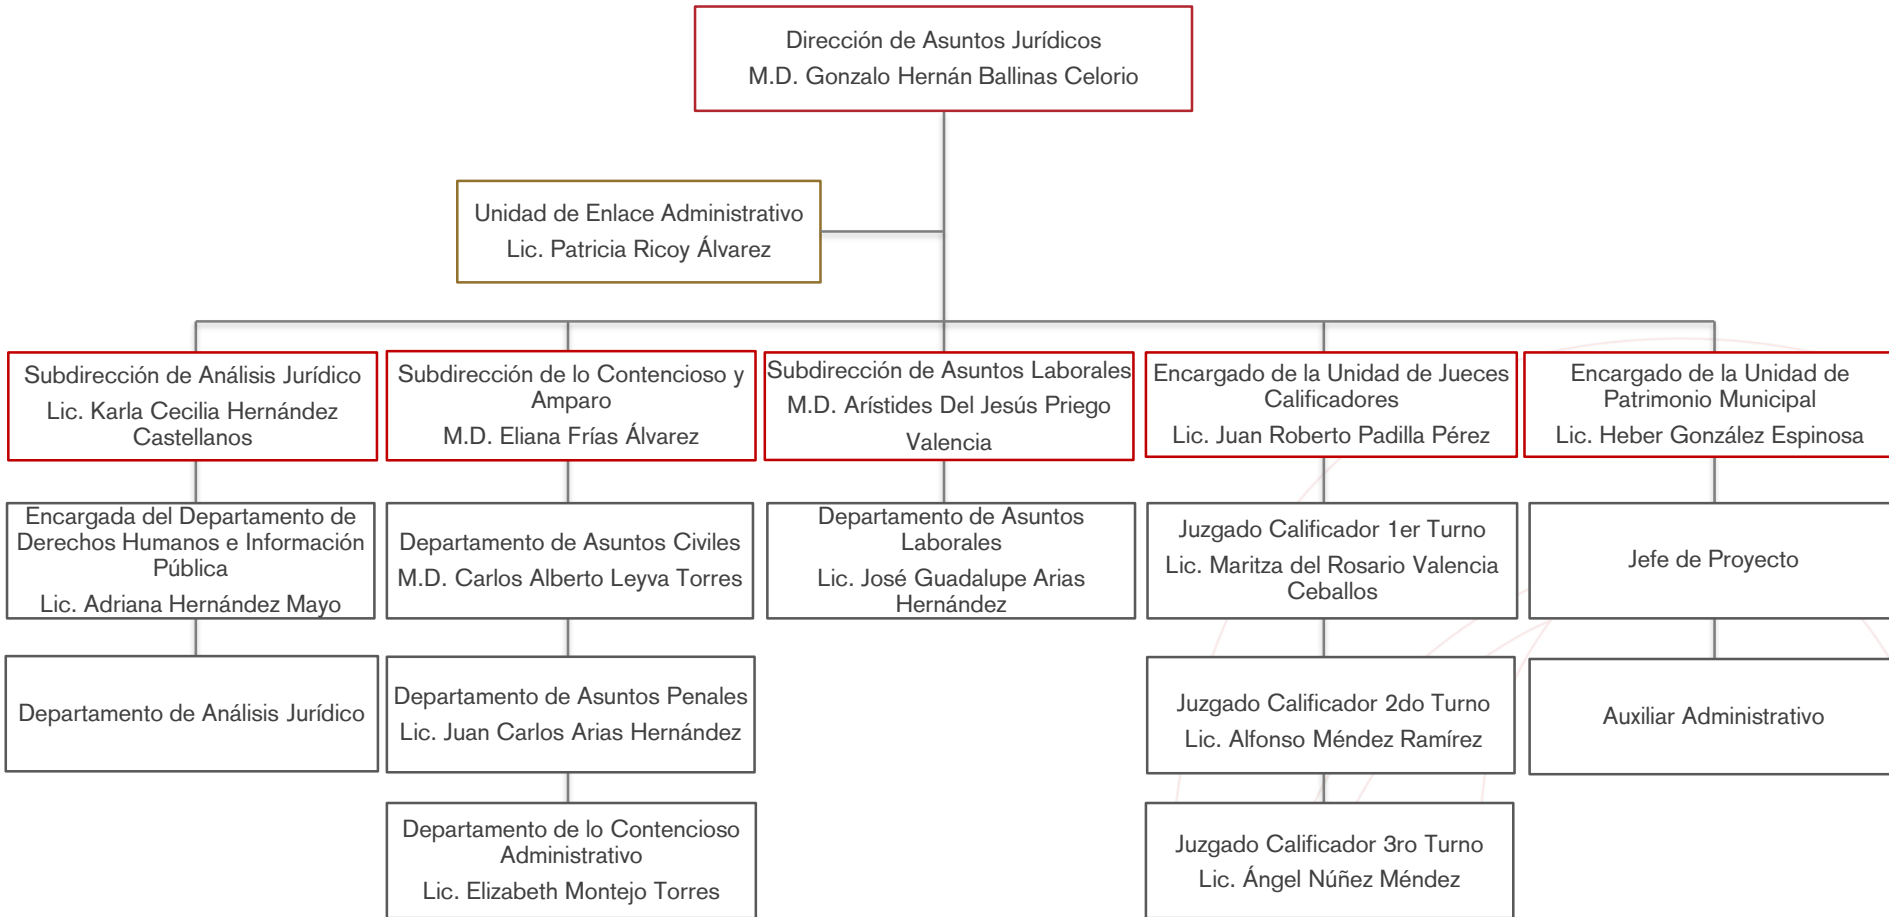 Dirección de Asuntos Jurídicos
M.D. Gonzalo Hernán Ballinas Celorio
Unidad de Enlace Administrativo
Lic. Patricia Ricoy Álvarez
Subdirección de Análisis Jurídico
Lic. Karla Cecilia Hernández
Castellanos
Subdirección de lo Contencioso y
Amparo
M.D. Eliana Frías Álvarez
Subdirección de Asuntos Laborales
M.D. Arístides Del Jesús Priego
Valencia
Encargado de la Unidad de Jueces
Calificadores
Lic. Juan Roberto Padilla Pérez
Encargado de la Unidad de
Patrimonio Municipal
Lic. Heber González Espinosa
Encargada del Departamento de
Derechos Humanos e Información
Pública
Lic. Adriana Hernández Mayo
Departamento de Asuntos Civiles
M.D. Carlos Alberto Leyva Torres
Departamento de Asuntos
Laborales
Lic. José Guadalupe Arias
Hernández
Juzgado Calificador 1er Turno
Lic. Maritza del Rosario Valencia
Ceballos
Jefe de Proyecto
Departamento de Análisis Jurídico
Departamento de Asuntos Penales
Lic. Juan Carlos Arias Hernández
Juzgado Calificador 2do Turno
Lic. Alfonso Méndez Ramírez
Auxiliar Administrativo
Departamento de lo Contencioso
Administrativo
Lic. Elizabeth Montejo Torres
Juzgado Calificador 3ro Turno
Lic. Ángel Núñez Méndez